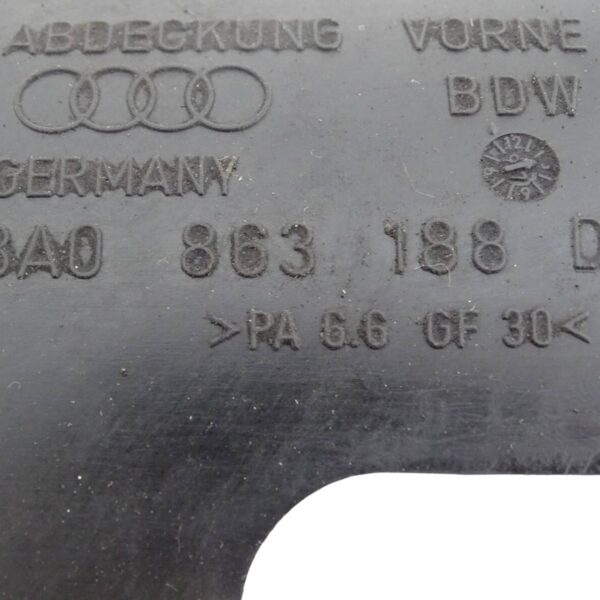 ABDECKUNG VORNE
BDW
GERMANY
8A0 863 188 D
>PA 6.6 GF 30<